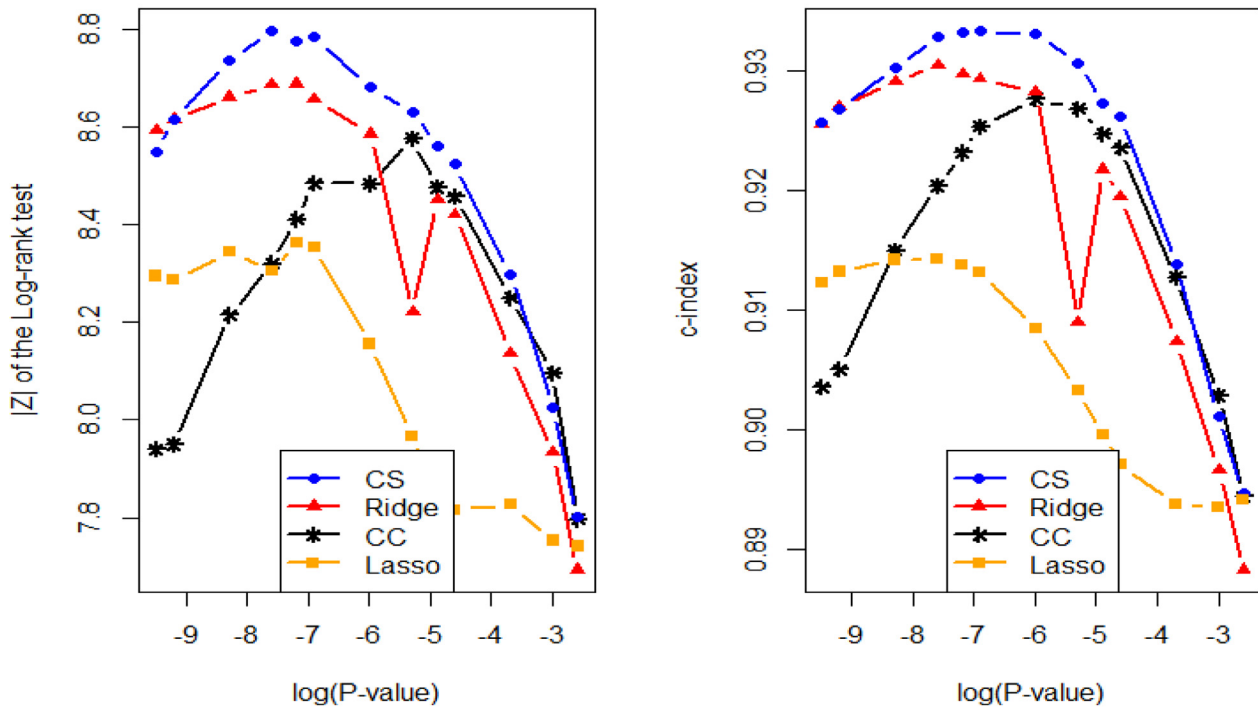 |Z| of the Log-rank test
8.8
8.6
8.4
8.2
8.0
7.8
CS
Ridge
CC
Lasso
-9 -8 -7 -6 -5 -4 -3
log(P-value)
c-index
0.93
0.92
0.91
0.90
0.89
CS
Ridge
CC
Lasso
-9 -8 -7 -6 -5 -4 -3
log(P-value)